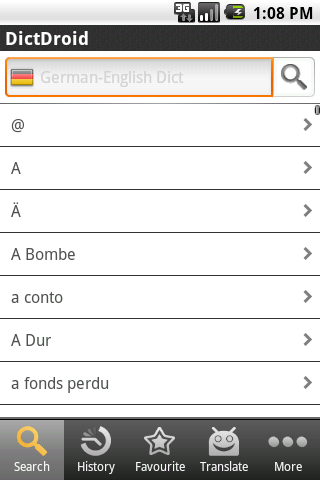 3G 1:08 PM
DictDroid
German-English Dict
@
A
Ä
A Bombe
a conto
A Dur
a fonds perdu
Search History Favourite Translate More